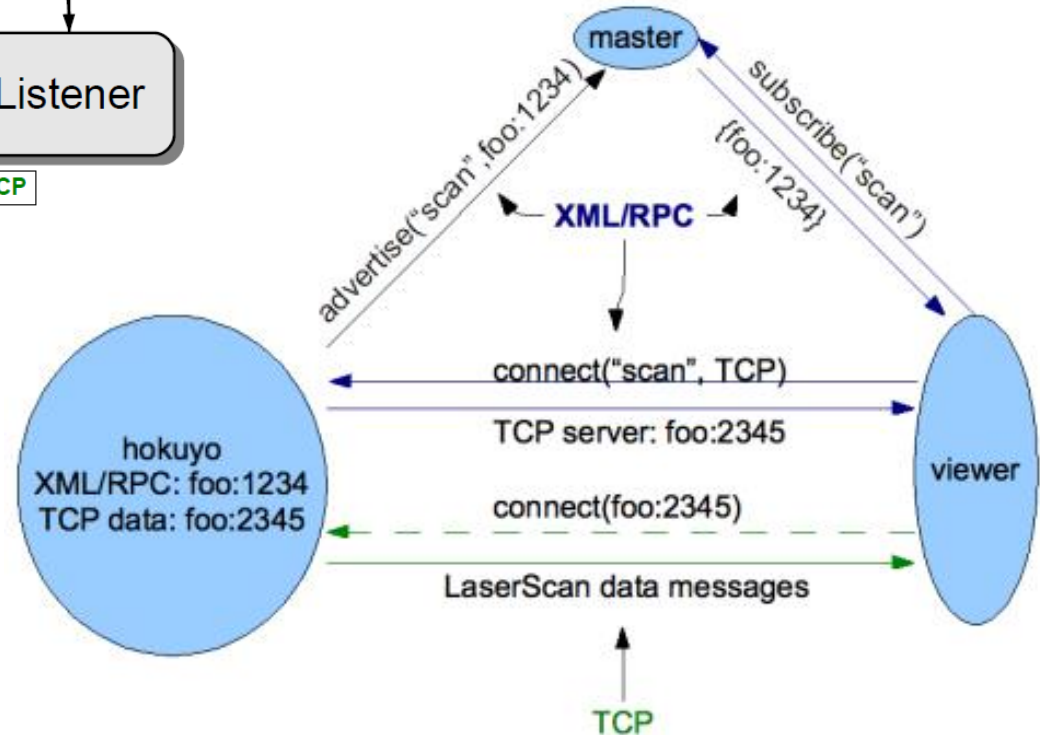 master
Listener
CP
advertise("scan",foo:1234)
subscribe("scan")
{foo:1234}
XML/RPC
connect("scan", TCP)
TCP server: foo:2345
hokuyo
XML/RPC: foo:1234
TCP data: foo:2345
viewer
connect(foo:2345)
LaserScan data messages
TCP